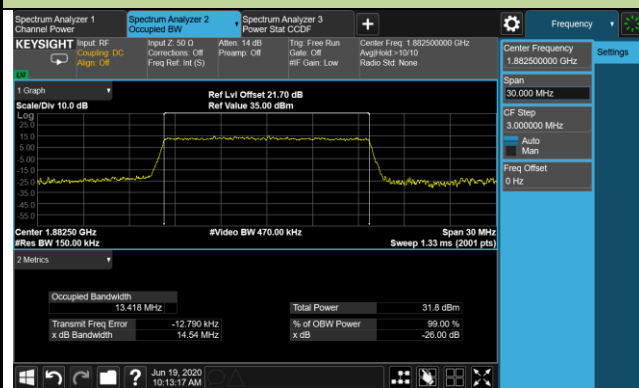 Spectrum Analyzer 1
Channel Power
Spectrum Analyzer 2
Occupied BW
Spectrum Analyzer 3
Power Stat CCDF
Frequency
KEYSIGHT
Input: RF
Coupling: DC
Align: Off
Input Z: 50 Ω
Corrections: Off
Freq Ref: Int (S)
Atten: 14 dB
Preamp: Off
Trig: Free Run
Gate: Off
#IF Gain: Low
Center Freq: 1.882500000 GHz
Avg|Hold:>10/10
Radio Std: None
Center Frequency
1.882500000 GHz
Settings
Span
30.000 MHz
CF Step
3.000000 MHz
Auto
Man
Freq Offset
0 Hz
1 Graph
Scale/Div 10.0 dB
Ref Lvl Offset 21.70 dB
Ref Value 35.00 dBm
Log
25.0
15.0
5.00
-5.00
-15.0
-25.0
-35.0
-45.0
-55.0
Center 1.88250 GHz
#Res BW 150.00 kHz
#Video BW 470.00 kHz
Span 30 MHz
Sweep 1.33 ms (2001 pts)
2 Metrics
Occupied Bandwidth
13.418 MHz
Total Power 31.8 dBm
Transmit Freq Error -12.790 kHz
% of OBW Power 99.00 %
x dB Bandwidth 14.54 MHz
x dB -26.00 dB
Jun 19, 2020
10:13:17 AM